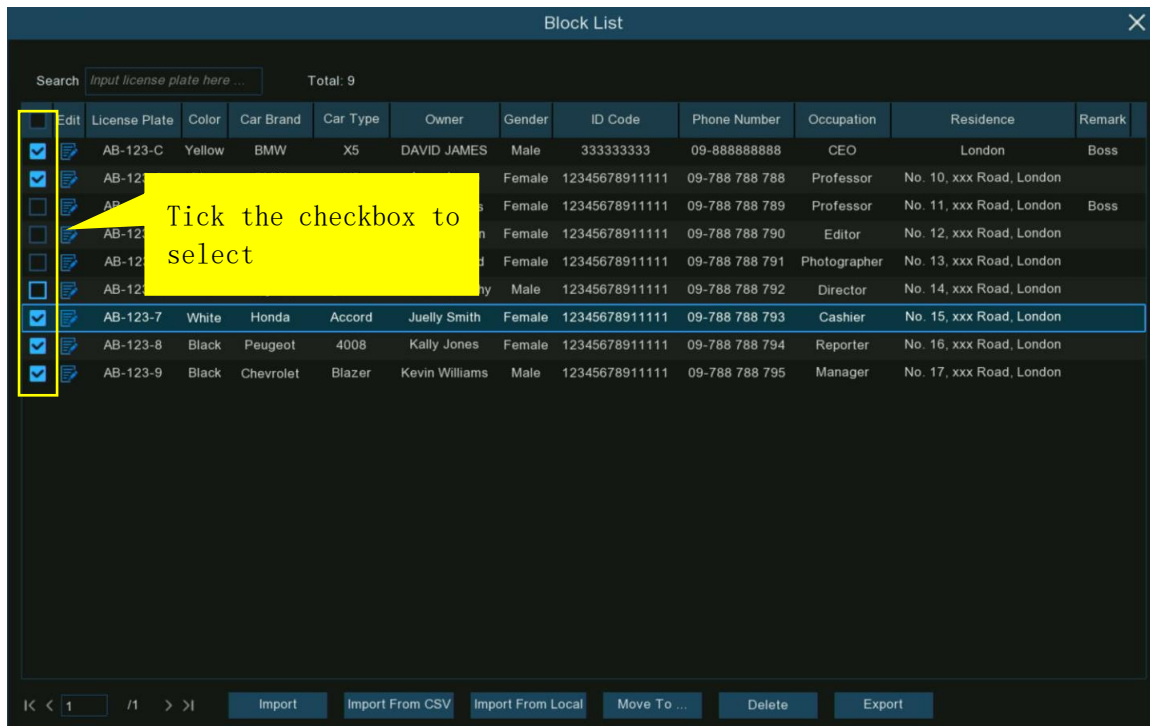 Block List
Search Input license plate here ... Total: 9
Edit License Plate Color Car Brand Car Type Owner Gender ID Code Phone Number Occupation Residence Remark
AB-123-C Yellow BMW X5 DAVID JAMES Male 333333333 09-888888888 CEO London Boss
Female 12345678911111 09-788 788 788 Professor No. 10, xxx Road, London
Female 12345678911111 09-788 788 789 Professor No. 11, xxx Road, London Boss
Female 12345678911111 09-788 788 790 Editor No. 12, xxx Road, London
Female 12345678911111 09-788 788 791 Photographer No. 13, xxx Road, London
Male 12345678911111 09-788 788 792 Director No. 14, xxx Road, London
Tick the checkbox to
select
AB-123-7 White Honda Accord Juelly Smith Female 12345678911111 09-788 788 793 Cashier No. 15, xxx Road, London
AB-123-8 Black Peugeot 4008 Kally Jones Female 12345678911111 09-788 788 794 Reporter No. 16, xxx Road, London
AB-123-9 Black Chevrolet Blazer Kevin Williams Male 12345678911111 09-788 788 795 Manager No. 17, xxx Road, London
1 /1 Import Import From CSV Import From Local Move To ... Delete Export